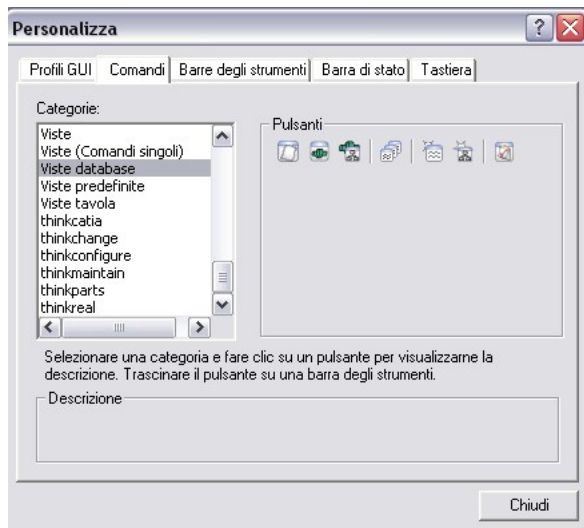 Personalizza
Profili GUI Comandi Barre degli strumenti Barra di stato Tastiera
Categorie:
Pulsanti
Viste
Viste (Comandi singoli)
Viste database
Viste predefinite
Viste tavola
thinkcatia
thinkchange
thinkconfigure
thinkmaintain
thinkparts
thinkreal
Selezionare una categoria e fare clic su un pulsante per visualizzarne la
descrizione. Trascinare il pulsante su una barra degli strumenti.
Descrizione
Chiudi